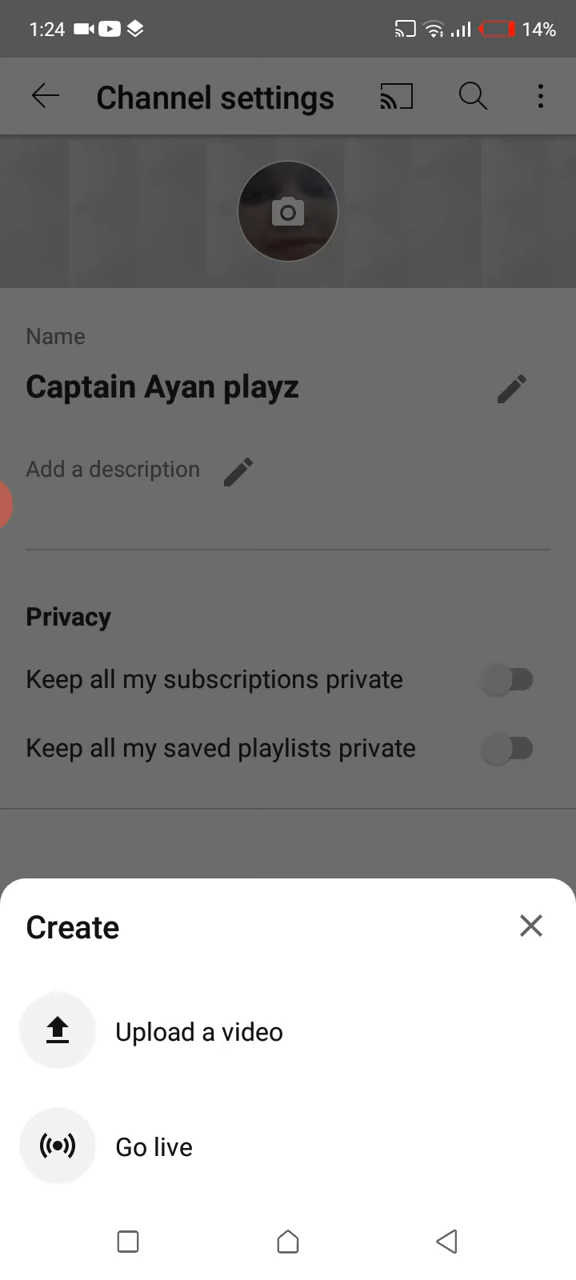 1:24
14%
Channel settings
Name
Captain Ayan playz
Add a description
Privacy
Keep all my subscriptions private
Keep all my saved playlists private
Create
Upload a video
Go live